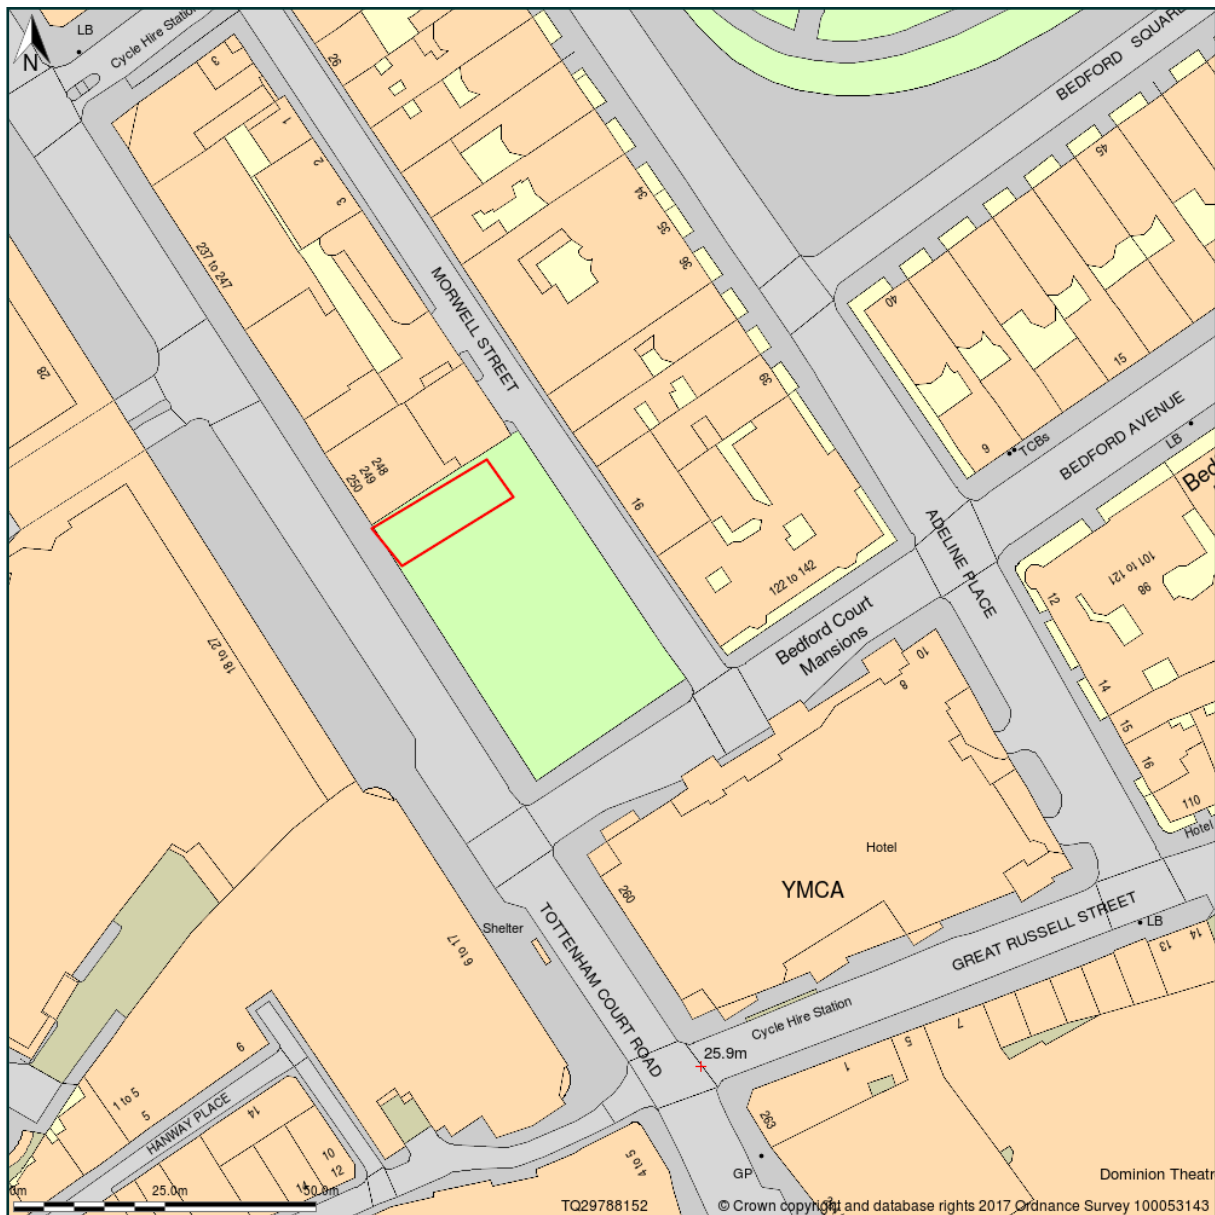 LB
N
Cycle Hire Station
3
26
BEDFORD SQUARE
1
2
3
34
35
36
45
40
237 to 247
MORWELL STREET
28
39
15
6
TCBs
BEDFORD AVENUE
LB
248
249
250
16
ADELINE PLACE
122 to 142
101 to 121
98
12
Bedford Court
Mansions
18 to 27
10
8
14
15
16
110
Hotel
Hotel
YMCA
260
Shelter
6 to 17
TOTTENHAM COURT ROAD
GREAT RUSSELL STREET
LB
14
13
Cycle Hire Station
7
5
1
25.9m
9
1 to 5
5
HANWAY PLACE
14
10
12
14
263
4 to 5
GP
Dominion Theatr
0m
25.0m
50.0m
TQ29788152
© Crown copyright and database rights 2017 Ordnance Survey 100053143